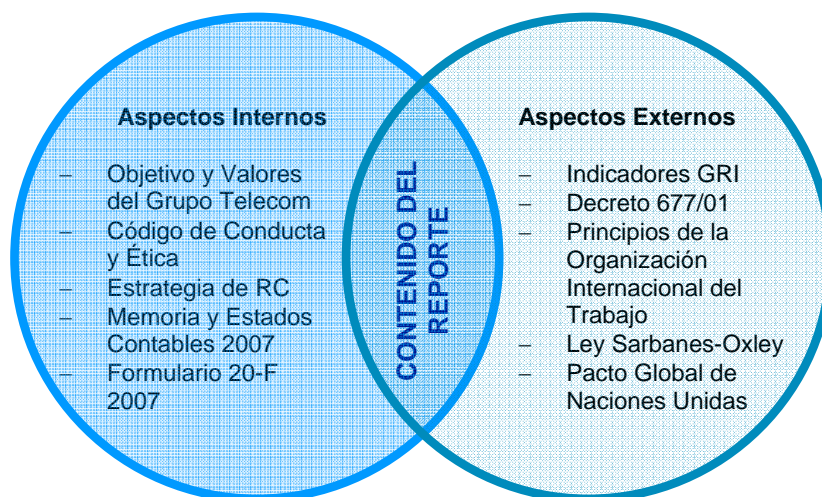 Aspectos Internos
– Objetivo y Valores
del Grupo Telecom
– Código de Conducta
y Ética
– Estrategia de RC
– Memoria y Estados
Contables 2007
– Formulario 20-F
2007
CONTENIDO DEL
REPORTE
Aspectos Externos
– Indicadores GRI
– Decreto 677/01
– Principios de la
Organización
Internacional del
Trabajo
– Ley Sarbanes-Oxley
– Pacto Global de
Naciones Unidas